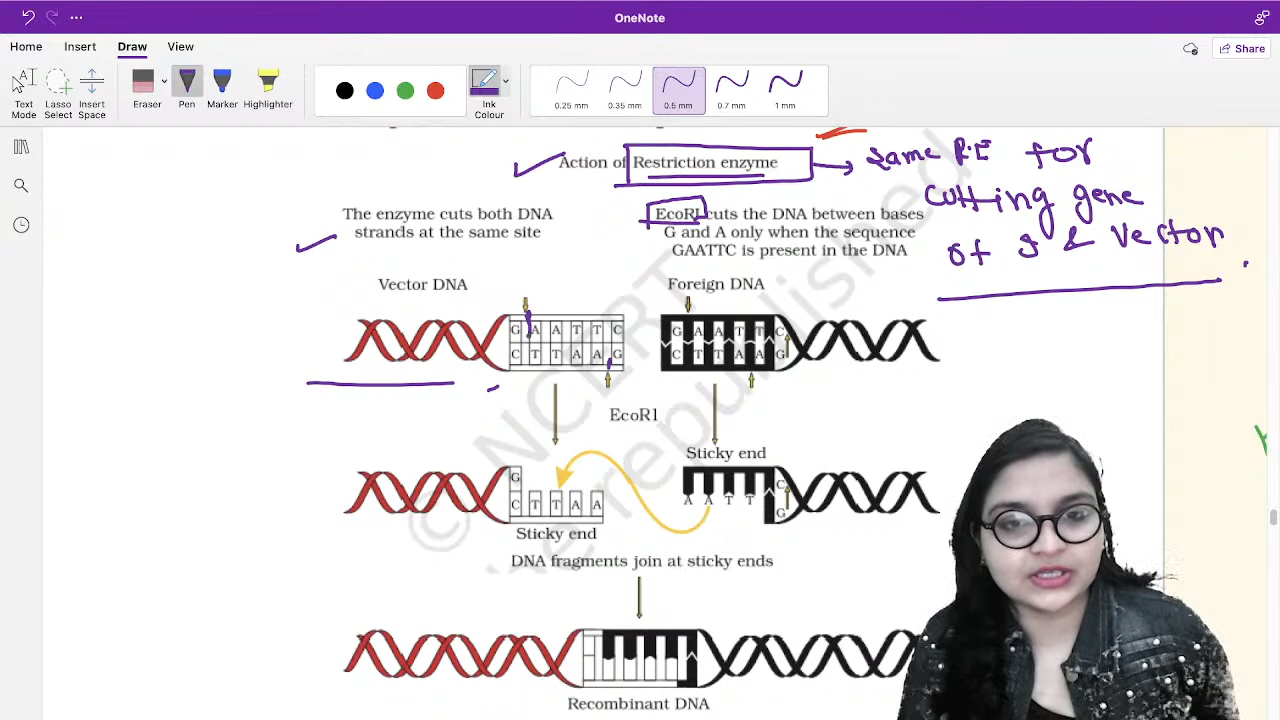 OneNote
Home Insert Draw View
Share
Text Mode
Lasso Select
Insert Space
Eraser
Pen
Marker
Highlighter
Ink Colour
0.25 mm
0.35 mm
0.5 mm
0.7 mm
1 mm
Action of Restriction enzyme
same RE for
cutting gene
of & Vector
The enzyme cuts both DNA
strands at the same site
EcoRI cuts the DNA between bases
G and A only when the sequence
GAATTC is present in the DNA
Vector DNA
Foreign DNA
G A A T T C
C T T A A G
G A A T T C
C T T A A G
EcoR1
Sticky end
G
C T T A A
A A T T
C
G
Sticky end
DNA fragments join at sticky ends
Recombinant DNA
© NCERT
be republished